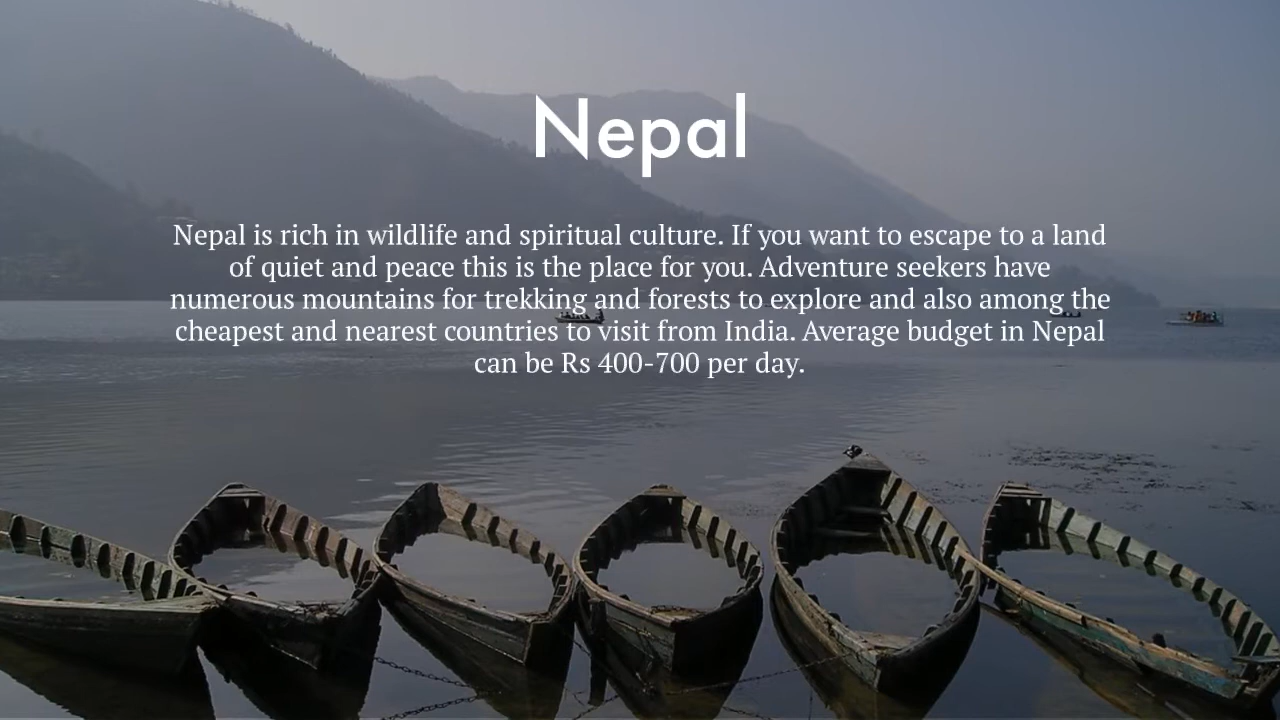 Nepal
Nepal is rich in wildlife and spiritual culture. If you want to escape to a land
of quiet and peace this is the place for you. Adventure seekers have
numerous mountains for trekking and forests to explore and also among the
cheapest and nearest countries to visit from India. Average budget in Nepal
can be Rs 400-700 per day.